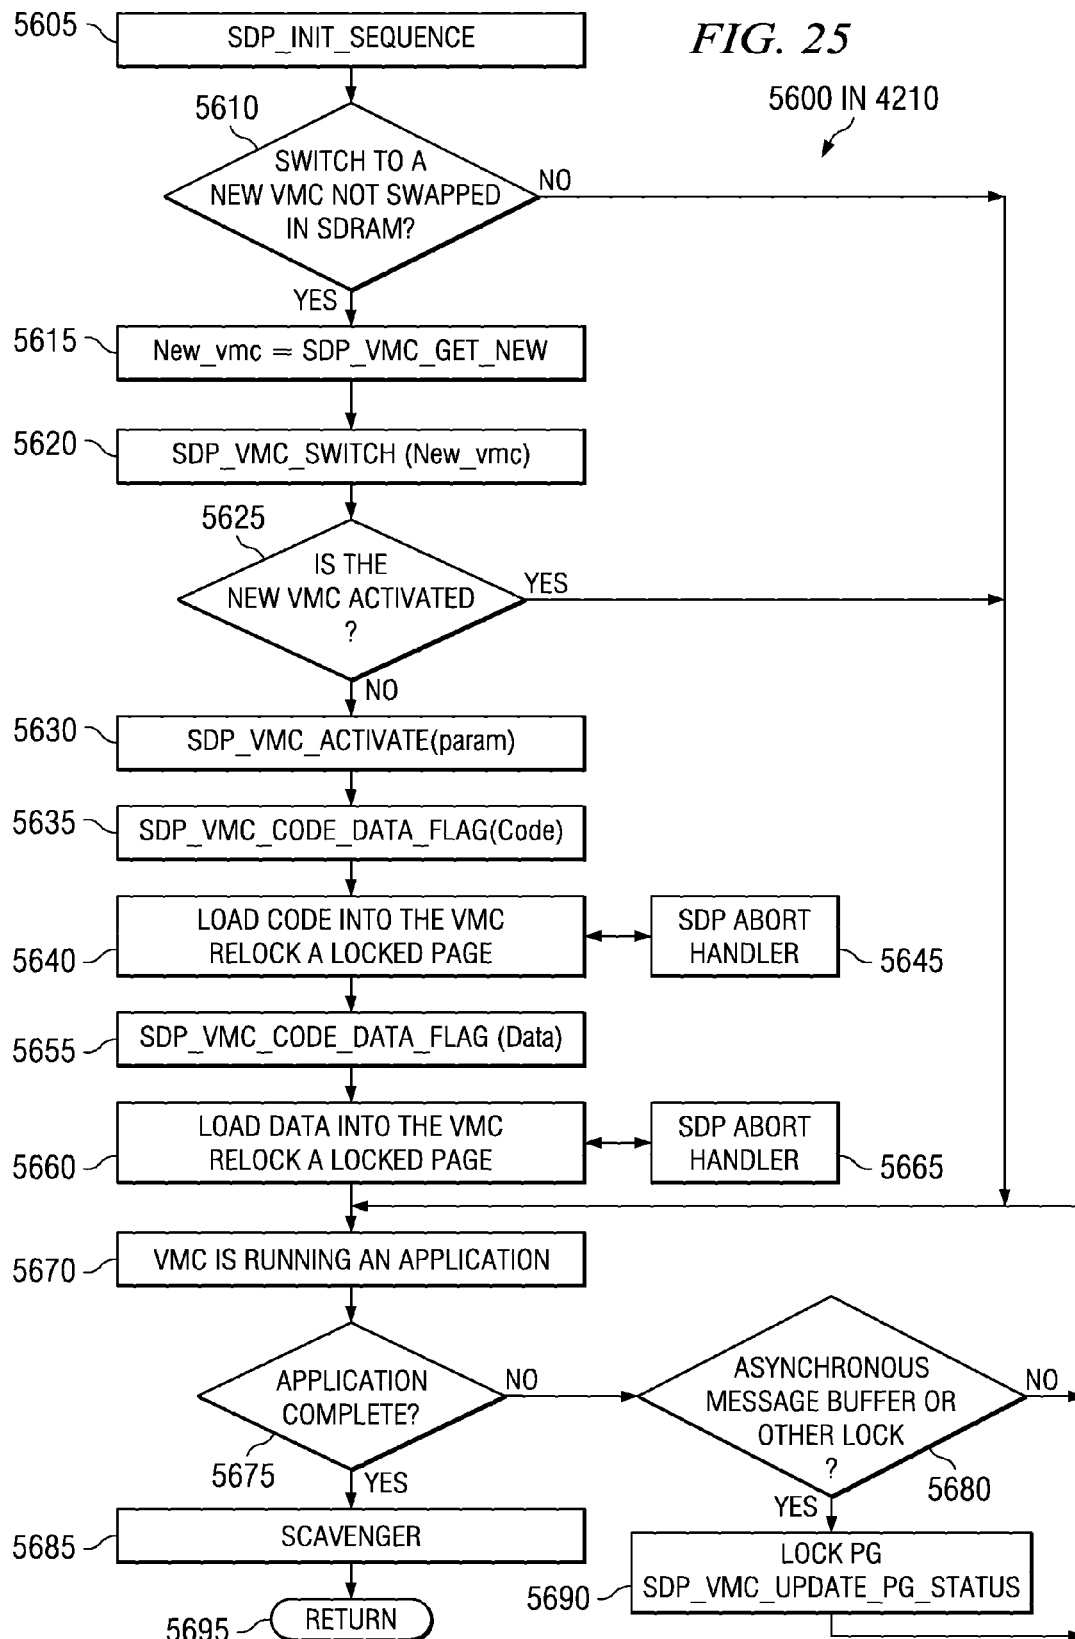 FIG. 25
5600 IN 4210
5605
SDP_INIT_SEQUENCE
5610
SWITCH TO A
NEW VMC NOT SWAPPED
IN SDRAM?
NO
YES
5615
New_vmc = SDP_VMC_GET_NEW
5620
SDP_VMC_SWITCH (New_vmc)
5625
IS THE
NEW VMC ACTIVATED
?
YES
NO
5630
SDP_VMC_ACTIVATE(param)
5635
SDP_VMC_CODE_DATA_FLAG(Code)
5640
LOAD CODE INTO THE VMC
RELOCK A LOCKED PAGE
SDP ABORT
HANDLER
5645
5655
SDP_VMC_CODE_DATA_FLAG (Data)
5660
LOAD DATA INTO THE VMC
RELOCK A LOCKED PAGE
SDP ABORT
HANDLER
5665
5670
VMC IS RUNNING AN APPLICATION
APPLICATION
COMPLETE?
5675
NO
YES
ASYNCHRONOUS
MESSAGE BUFFER OR
OTHER LOCK
?
5680
NO
YES
5685
SCAVENGER
5690
LOCK PG
SDP_VMC_UPDATE_PG_STATUS
5695
RETURN